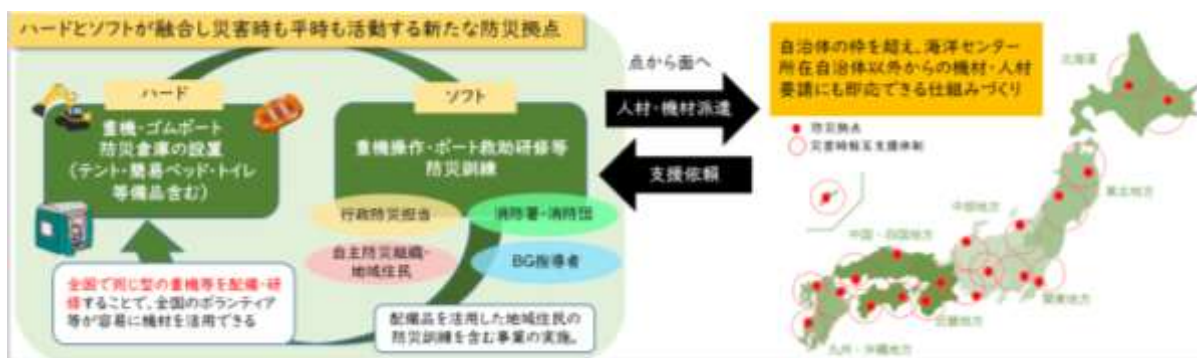 ハードとソフトが融合し災害時も平時も活動する新たな防災拠点
ハード
重機・ゴムボート
防災倉庫の設置
(テント・簡易ベッド・トイレ
等備品含む)
ソフト
重機操作・ボート救助研修等
防災訓練
行政防災担当
消防署・消防団
自主防災組織・
地域住民
BG指導者
全国で同じ型の重機等を配備・研
修することで、全国のボランティア
等が容易に機材を活用できる
配備品を活用した地域住民の
防災訓練を含む事業の実施。
点から面へ
人材・機材派遣
支援依頼
自治体の枠を超え、海洋センター
所在自治体以外からの機材・人材
要請にも即応できる仕組みづくり
防災拠点
災害時相互支援体制
北海道
東北地方
中部地方
中国・四国地方
関東地方
近畿地方
九州・沖縄地方